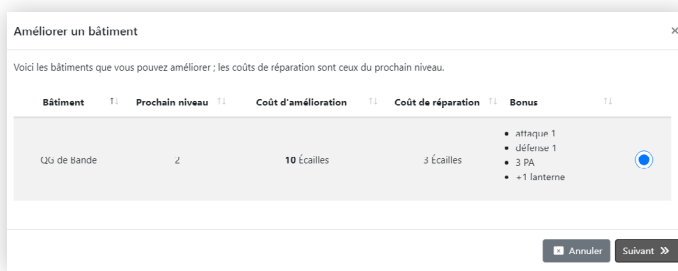 Améliorer un bâtiment ×
Voici les bâtiments que vous pouvez améliorer ; les coûts de réparation sont ceux du prochain niveau.
Bâtiment ↑↓ Prochain niveau ↑↓ Coût d'amélioration ↑↓ Coût de réparation ↑↓ Bonus ↑↓
QG de Bande 2 10 Écailles 3 Écailles
• attaque 1
• défense 1
• 3 PA
• +1 lanterne
Annuler Suivant »